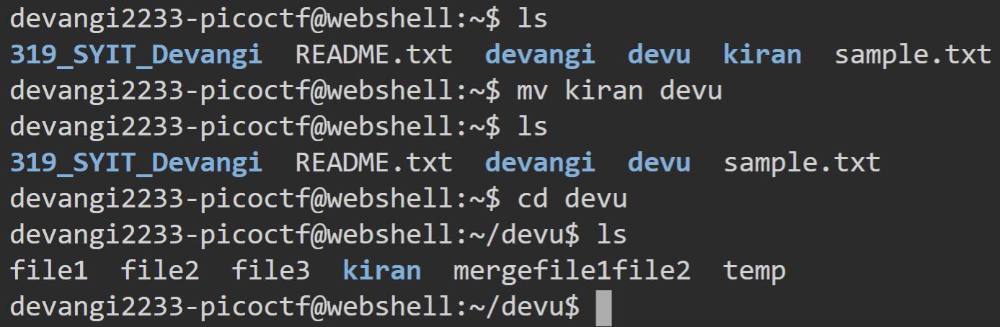 devangi2233-picoctf@webshell:~$ ls
319_SYIT_Devangi  README.txt  devangi  devu  kiran  sample.txt
devangi2233-picoctf@webshell:~$ mv kiran devu
devangi2233-picoctf@webshell:~$ ls
319_SYIT_Devangi  README.txt  devangi  devu  sample.txt
devangi2233-picoctf@webshell:~$ cd devu
devangi2233-picoctf@webshell:~/devu$ ls
file1  file2  file3  kiran  mergefile1file2  temp
devangi2233-picoctf@webshell:~/devu$